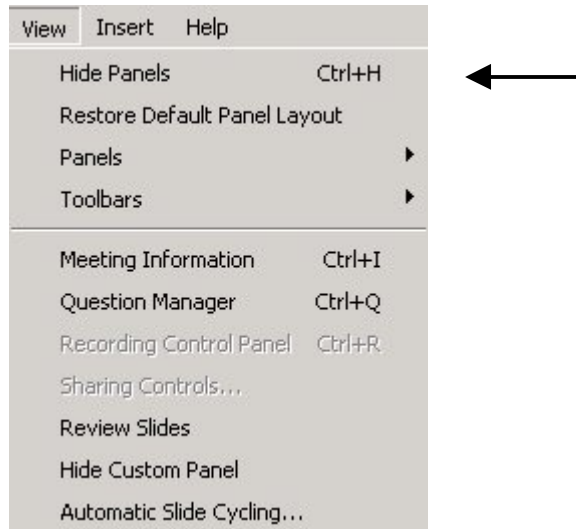 View Insert Help
Hide Panels Ctrl+H
Restore Default Panel Layout
Panels
Toolbars
Meeting Information Ctrl+I
Question Manager Ctrl+Q
Recording Control Panel Ctrl+R
Sharing Controls...
Review Slides
Hide Custom Panel
Automatic Slide Cycling...